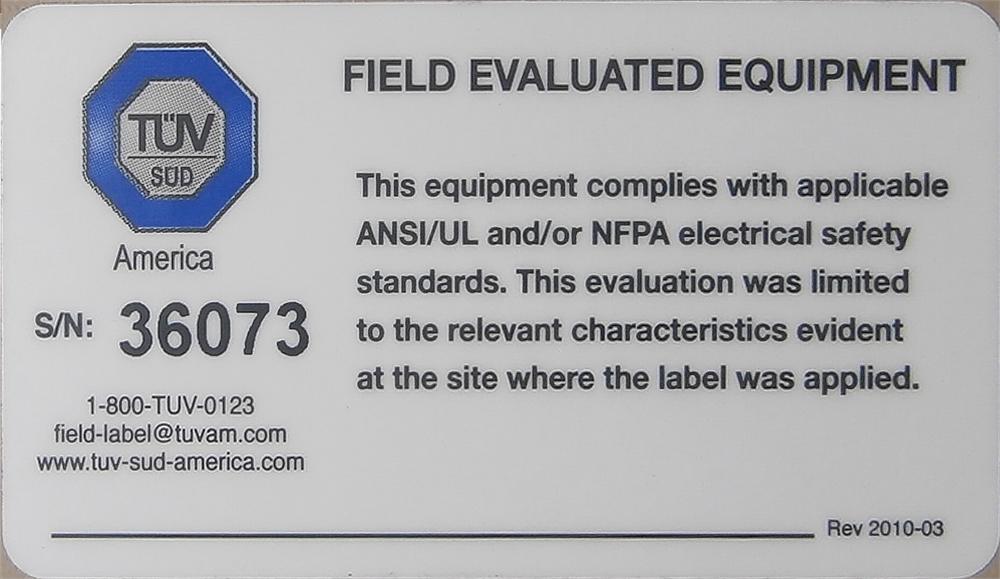 TÜV
SUD
America
S/N: 36073
1-800-TUV-0123
field-label@tuvam.com
www.tuv-sud-america.com
FIELD EVALUATED EQUIPMENT
This equipment complies with applicable
ANSI/UL and/or NFPA electrical safety
standards. This evaluation was limited
to the relevant characteristics evident
at the site where the label was applied.
Rev 2010-03